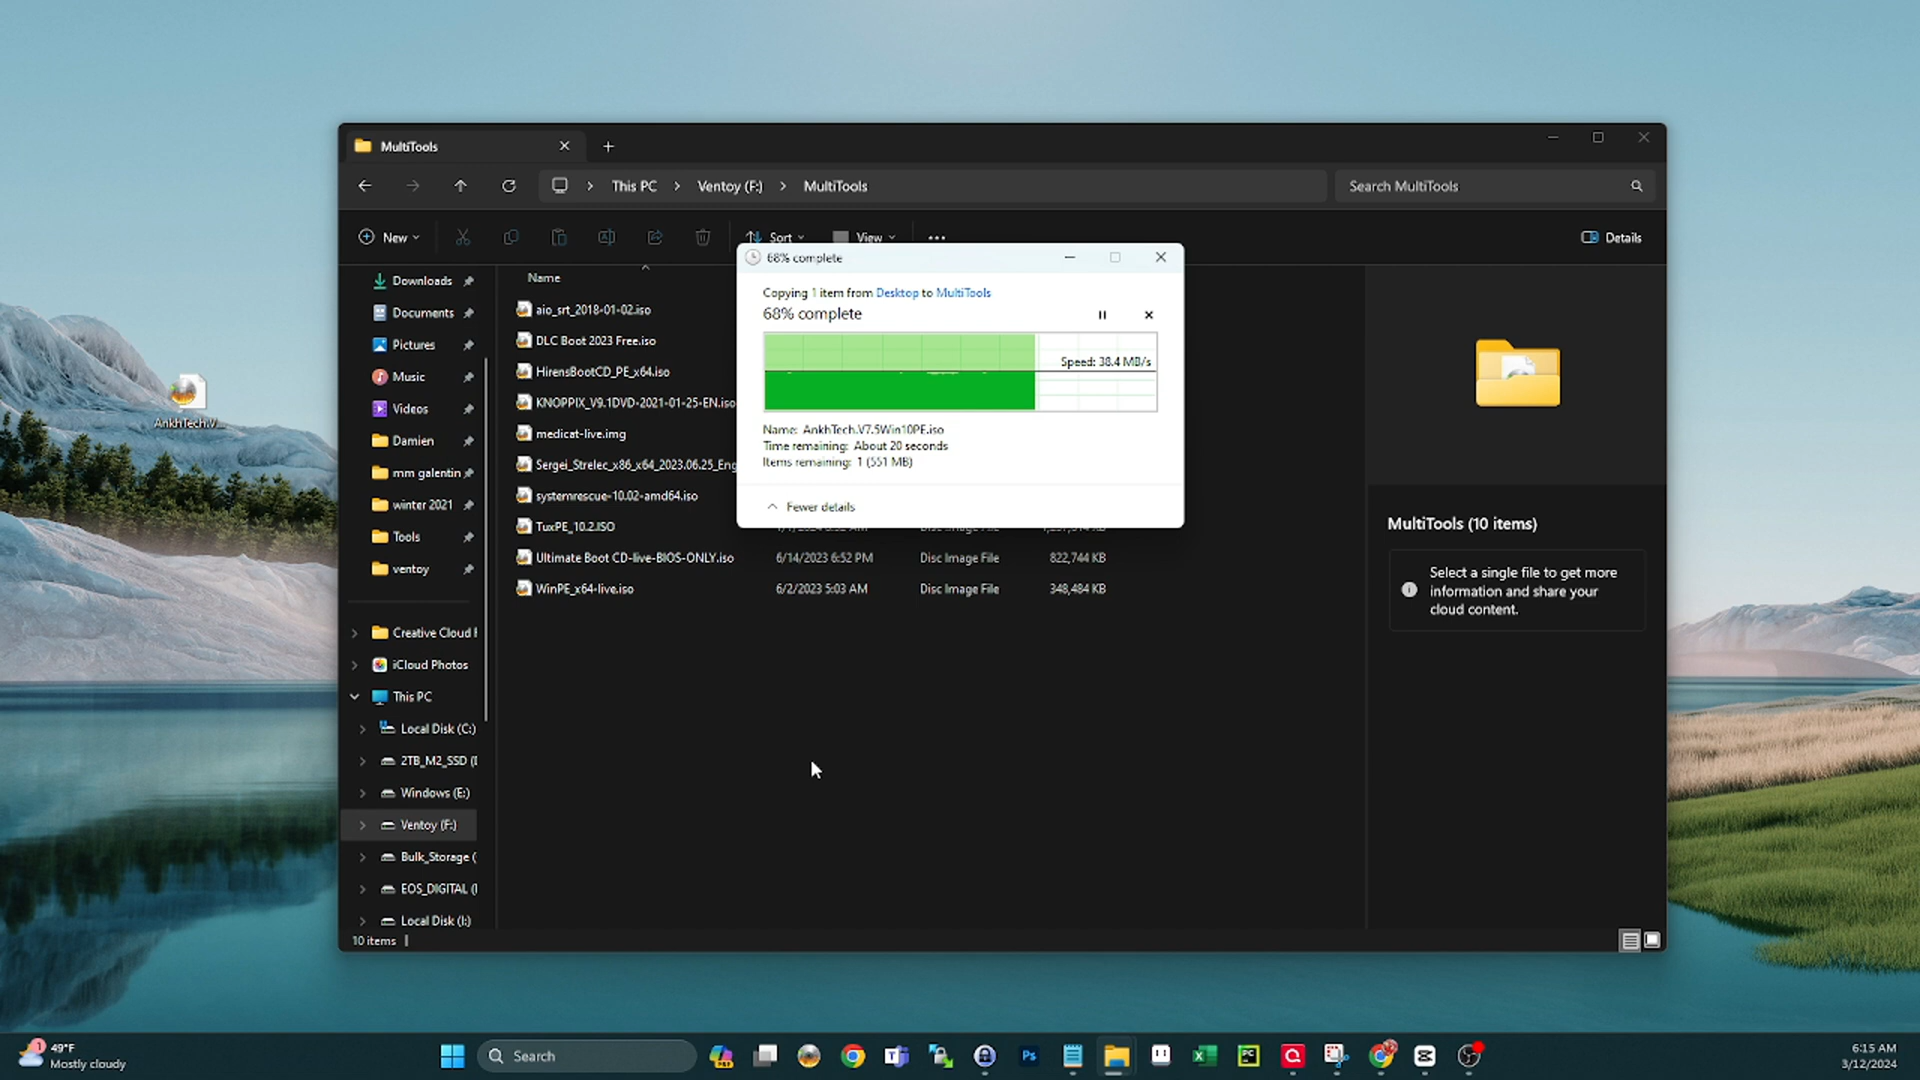 MultiTools
This PC > Ventoy (F:) > MultiTools
Search MultiTools
New
Sort
View
Details
Downloads
Documents
Pictures
Music
Videos
Damien
mm galentin
winter 2021
Tools
ventoy
Creative Cloud F
iCloud Photos
This PC
Local Disk (C:)
2TB_M2_SSD (
Windows (E:)
Ventoy (F:)
Bulk_Storage (
EOS_DIGITAL (
Local Disk (I:)
10 items
Name
aio_srt_2018-01-02.iso
DLC Boot 2023 Free.iso
HirensBootCD_PE_x64.iso
KNOPPIX_V9.1DVD-2021-01-25-EN.iso
medicat-live.img
Sergei_Strelec_x86_x64_2023.06.25_Eng
systemrescue-10.02-amd64.iso
TuxPE_10.2.ISO
Ultimate Boot CD-live-BIOS-ONLY.iso 6/14/2023 6:52 PM Disc Image File 822,744 KB
WinPE_x64-live.iso 6/2/2023 5:03 AM Disc Image File 348,484 KB
68% complete
Copying 1 item from Desktop to MultiTools
68% complete
Speed: 38.4 MB/s
Name: AnkhTech.V7.5Win10PE.iso
Time remaining: About 20 seconds
Items remaining: 1 (551 MB)
Fewer details
MultiTools (10 items)
Select a single file to get more
information and share your
cloud content.
AnkhTech.V...
1
49°F
Mostly cloudy
Search
Ps
PC
6:15 AM
3/12/2024